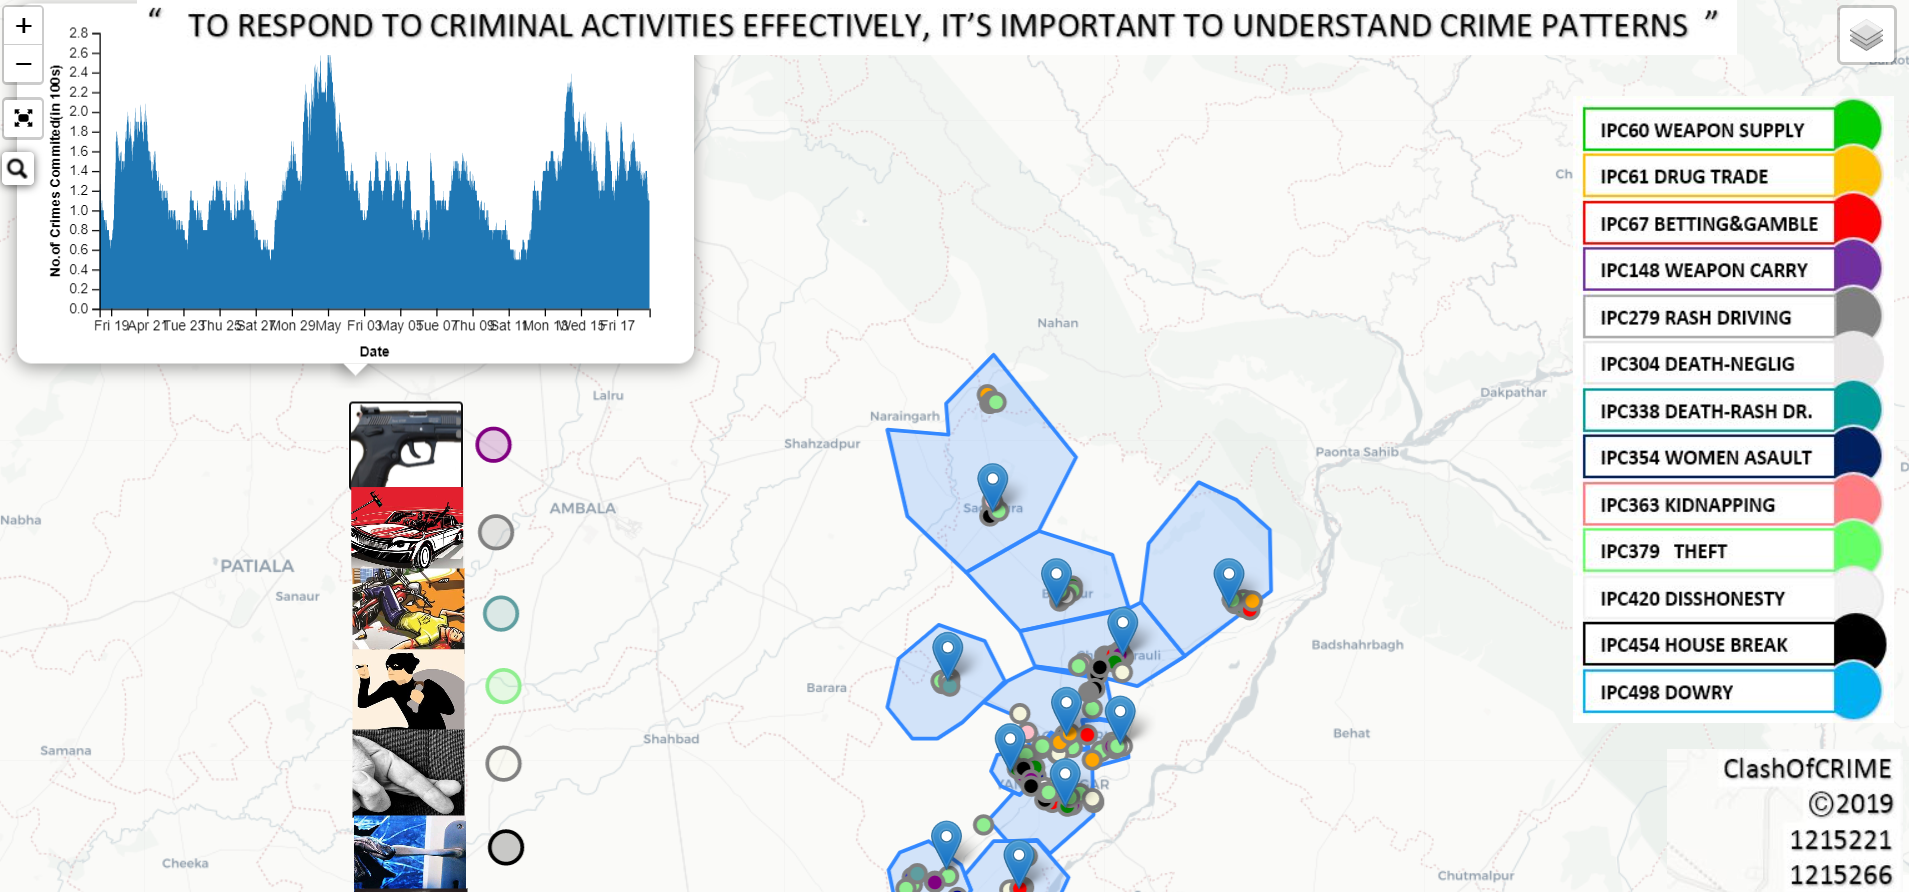 “ TO RESPOND TO CRIMINAL ACTIVITIES EFFECTIVELY, IT’S IMPORTANT TO UNDERSTAND CRIME PATTERNS ”
+
−
No.of Crimes Commited(in 100s)
2.8
2.6
2.4
2.2
2.0
1.8
1.6
1.4
1.2
1.0
0.8
0.6
0.4
0.2
0.0
Fri 19 Apr 21 Tue 23 Thu 25 Sat 27 Mon 29 May Fri 03 May 05 Tue 07 Thu 09 Sat 11 Mon 13 Wed 15 Fri 17
Date
IPC60 WEAPON SUPPLY
IPC61 DRUG TRADE
IPC67 BETTING&GAMBLE
IPC148 WEAPON CARRY
IPC279 RASH DRIVING
IPC304 DEATH-NEGLIG
IPC338 DEATH-RASH DR.
IPC354 WOMEN ASAULT
IPC363 KIDNAPPING
IPC379 THEFT
IPC420 DISSHONESTY
IPC454 HOUSE BREAK
IPC498 DOWRY
Ch
Nahan
Lalru
Dakpathar
Naraingarh
Shahzadpur
Paonta Sahib
D
AMBALA
Nabha
PATIALA
Sanaur
Badshahrbagh
Barara
Behat
Shahbad
Samana
Cheeka
Chutmalpur
ClashOfCRIME
©2019
1215221
1215266